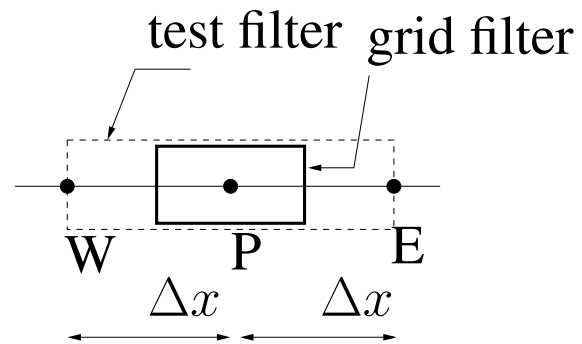 test filter
grid filter
W
P
E
Δx
Δx